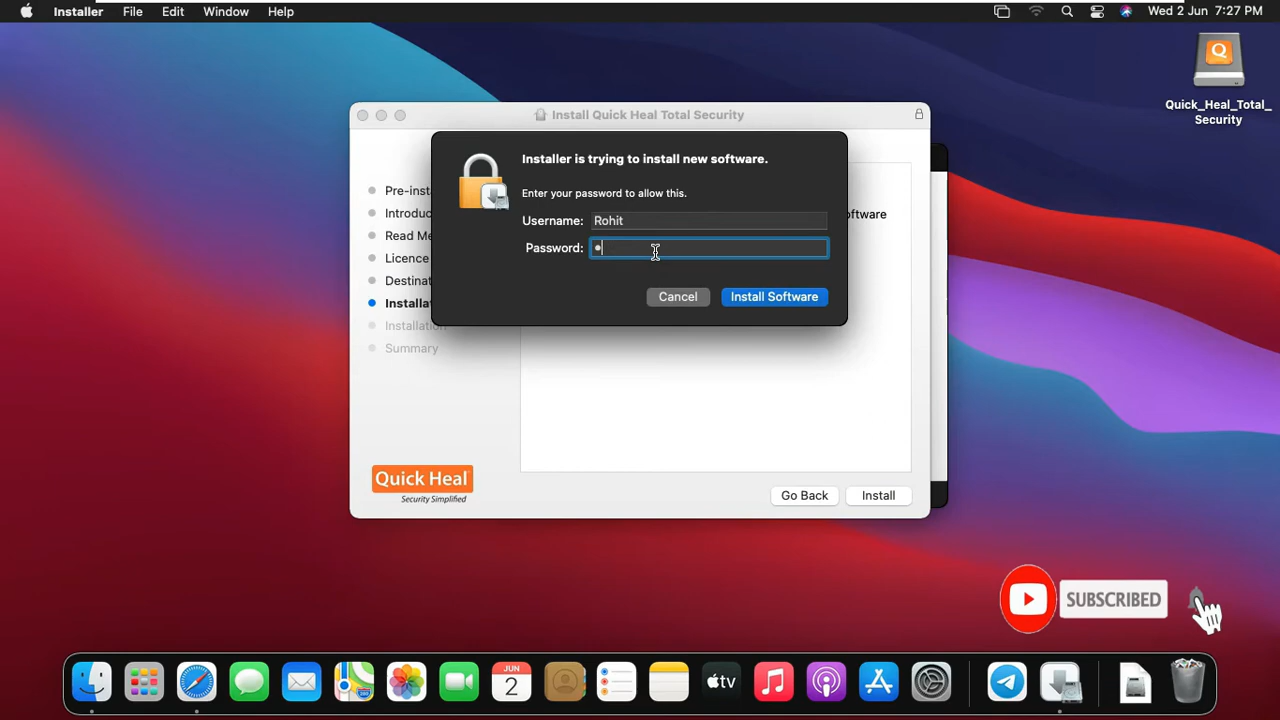 Installer File Edit Window Help Wed 2 Jun 7:27 PM
Q
Quick_Heal_Total_
Security
Install Quick Heal Total Security
Installer is trying to install new software.
Enter your password to allow this.
Username: Rohit
Password: •
Cancel Install Software
Pre-inst
Introduc
Read Me
Licence
Destinat
Installat
Installation
Summary
oftware
Quick Heal
Security Simplified
Go Back Install
SUBSCRIBED
JUN
2
tv